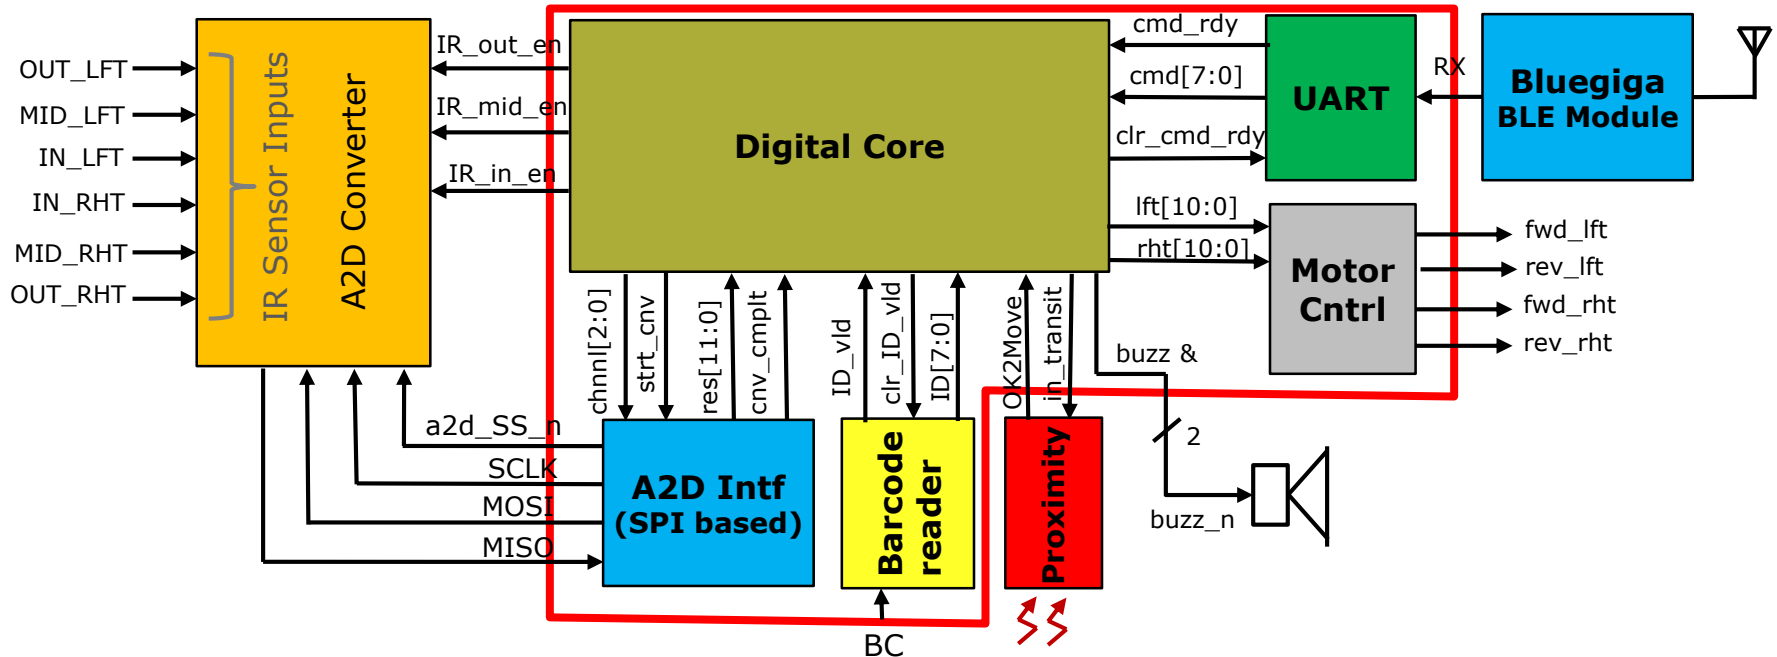 OUT_LFT
MID_LFT
IN_LFT
IN_RHT
MID_RHT
OUT_RHT
IR Sensor Inputs
A2D Converter
IR_out_en
IR_mid_en
IR_in_en
Digital Core
cmd_rdy
cmd[7:0]
clr_cmd_rdy
UART
RX
Bluegiga
BLE Module
lft[10:0]
rht[10:0]
Motor
Cntrl
fwd_lft
rev_lft
fwd_rht
rev_rht
chnnl[2:0]
strt_cnv
res[11:0]
cnv_cmplt
ID_vld
clr_ID_vld
ID[7:0]
OK2Move
in_transit
buzz &
2
buzz_n
a2d_SS_n
SCLK
MOSI
MISO
A2D Intf
(SPI based)
Barcode
reader
Proximity
BC